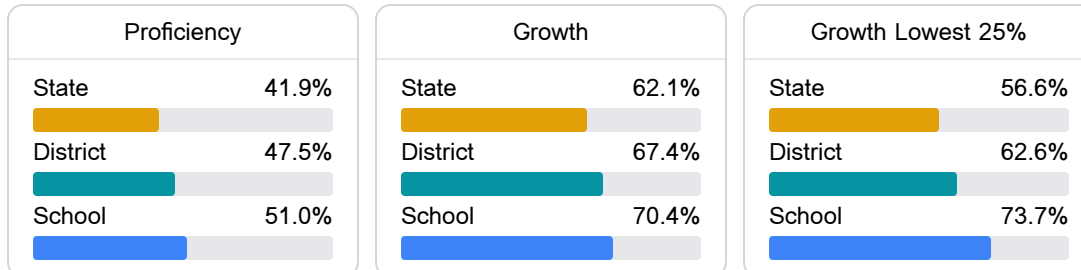 Proficiency
State 41.9%
District 47.5%
School 51.0%
Growth
State 62.1%
District 67.4%
School 70.4%
Growth Lowest 25%
State 56.6%
District 62.6%
School 73.7%